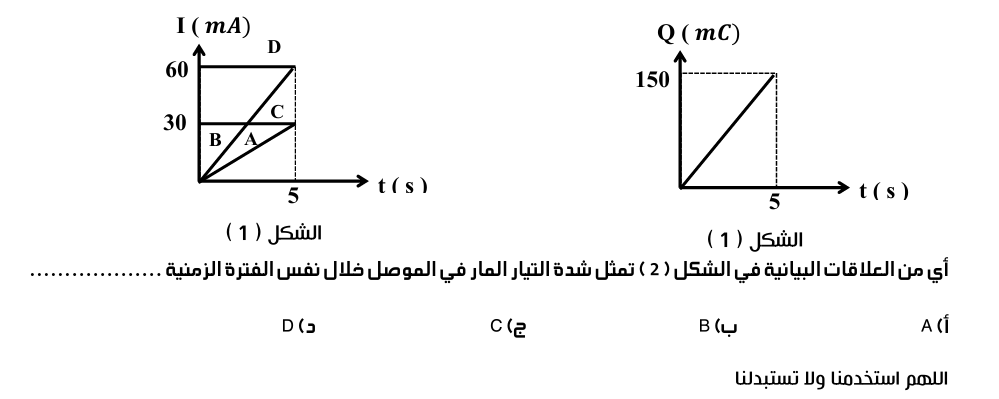 Q ( mC)
150
5
t ( s )
الشكل ( 1 )
I ( mA)
D
60
C
30
B
A
5
t ( s )
الشكل ( 1 )
أي من العلاقات البيانية في الشكل ( 2 ) تمثل شدة التيار المار في الموصل خلال نفس الفترة الزمنية ...................
أ) A ب) B ج) C د) D
اللهم استخدمنا ولا تستبدلنا